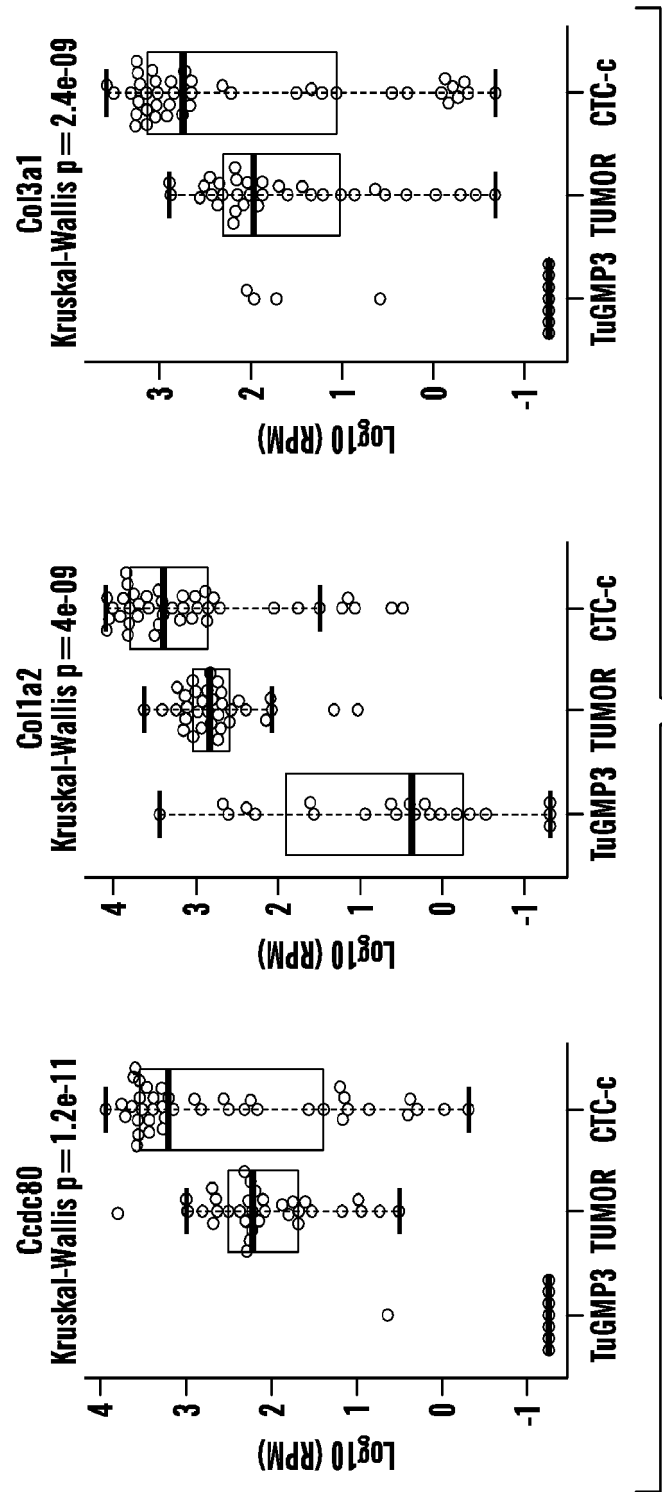 Ccdc80
Kruskal-Wallis p = 1.2e-11
Log10 (RPM)
4
3
2
1
0
-1
TuGMP3 TUMOR CTC-c
Col1a2
Kruskal-Wallis p = 4e-09
Log10 (RPM)
4
3
2
1
0
-1
TuGMP3 TUMOR CTC-c
Col3a1
Kruskal-Wallis p = 2.4e-09
Log10 (RPM)
3
2
1
0
-1
TuGMP3 TUMOR CTC-c